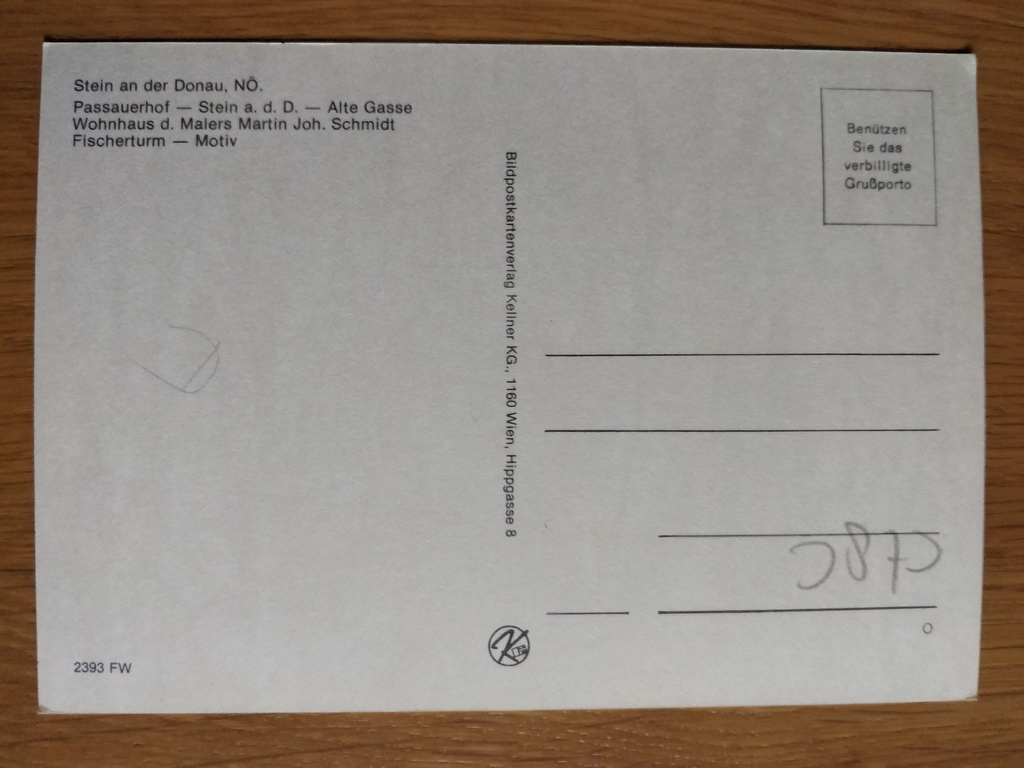 Stein an der Donau, NÖ.
Passauerhof — Stein a. d. D. — Alte Gasse
Wohnhaus d. Malers Martin Joh. Schmidt
Fischerturm — Motiv
Bildpostkartenverlag Kellner KG., 1160 Wien, Hippgasse 8
Benützen
Sie das
verbilligte
Grußporto
2393 FW